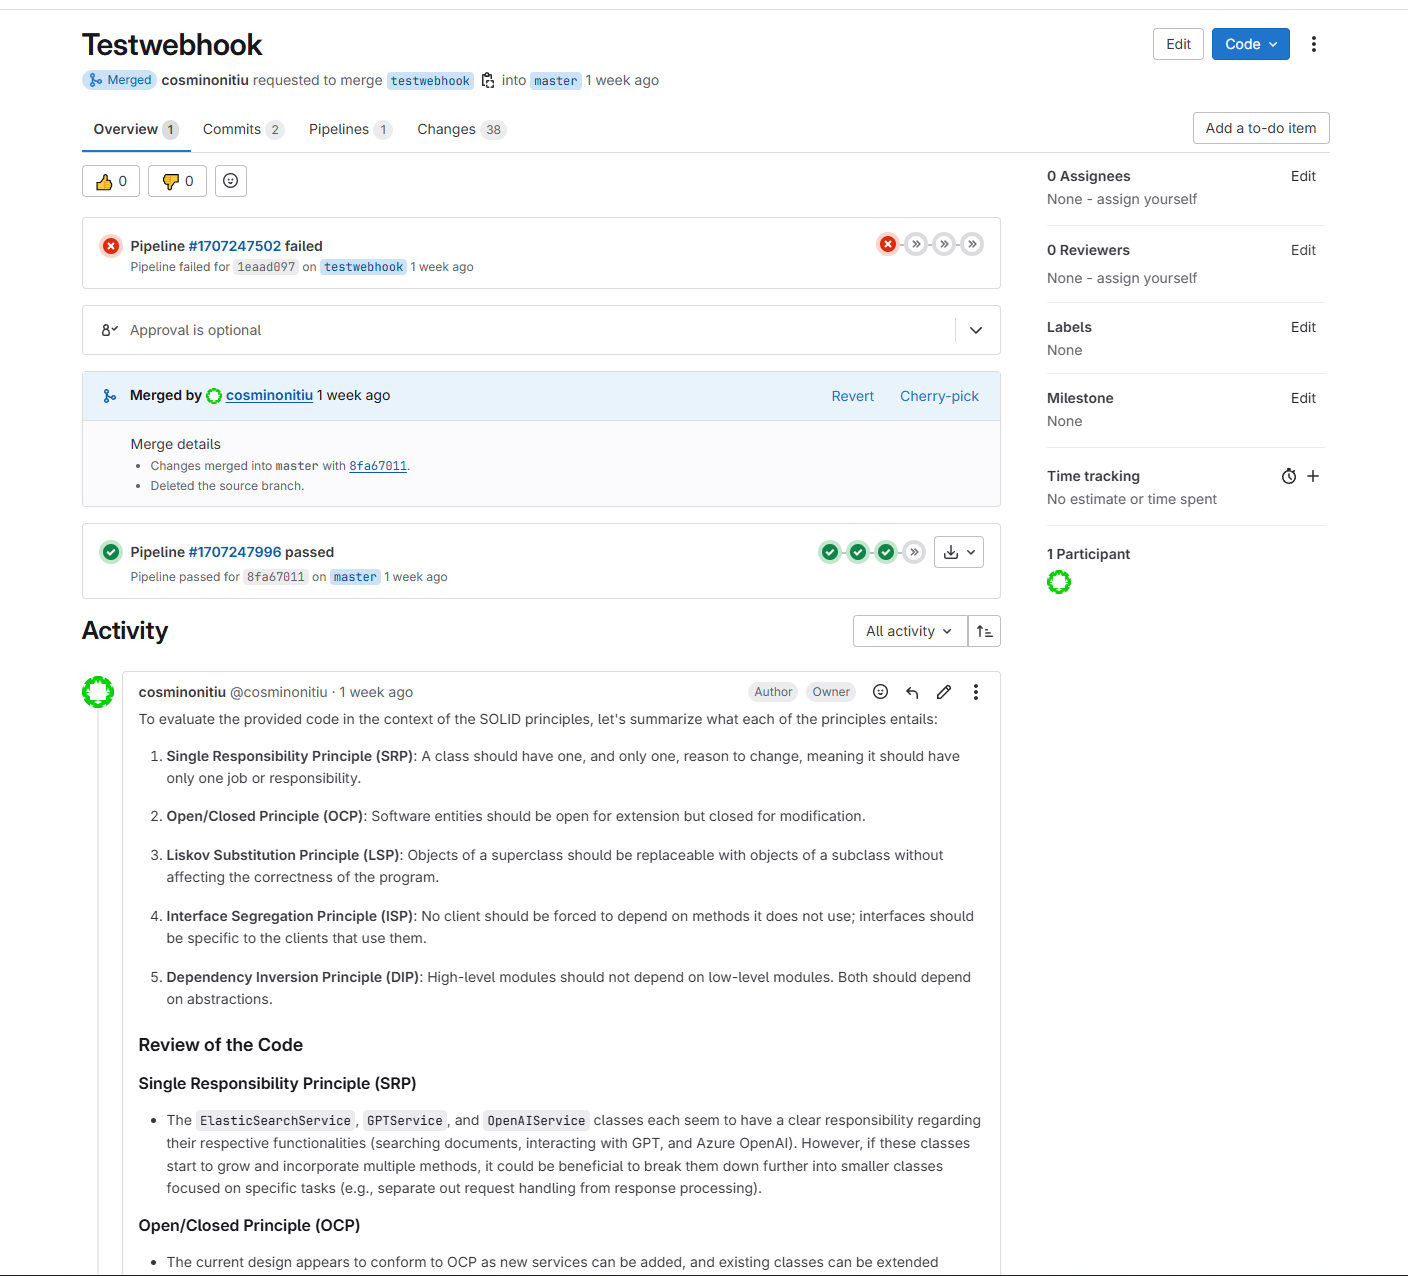 Testwebhook
Edit
Code
Merged cosminonitiu requested to merge testwebhook into master 1 week ago
Overview 1 Commits 2 Pipelines 1 Changes 38
Add a to-do item
0 0
Pipeline #1707247502 failed
Pipeline failed for 1eaad097 on testwebhook 1 week ago
Approval is optional
Merged by cosminonitiu 1 week ago
Revert Cherry-pick
Merge details
• Changes merged into master with 8fa67011.
• Deleted the source branch.
Pipeline #1707247996 passed
Pipeline passed for 8fa67011 on master 1 week ago
0 Assignees Edit
None - assign yourself
0 Reviewers Edit
None - assign yourself
Labels Edit
None
Milestone Edit
None
Time tracking
No estimate or time spent
1 Participant
Activity
All activity
cosminonitiu @cosminonitiu · 1 week ago
Author Owner
To evaluate the provided code in the context of the SOLID principles, let's summarize what each of the principles entails:
1. Single Responsibility Principle (SRP): A class should have one, and only one, reason to change, meaning it should have
only one job or responsibility.
2. Open/Closed Principle (OCP): Software entities should be open for extension but closed for modification.
3. Liskov Substitution Principle (LSP): Objects of a superclass should be replaceable with objects of a subclass without
affecting the correctness of the program.
4. Interface Segregation Principle (ISP): No client should be forced to depend on methods it does not use; interfaces should
be specific to the clients that use them.
5. Dependency Inversion Principle (DIP): High-level modules should not depend on low-level modules. Both should depend
on abstractions.
Review of the Code
Single Responsibility Principle (SRP)
• The ElasticSearchService, GPTService, and OpenAIService classes each seem to have a clear responsibility regarding
their respective functionalities (searching documents, interacting with GPT, and Azure OpenAI). However, if these classes
start to grow and incorporate multiple methods, it could be beneficial to break them down further into smaller classes
focused on specific tasks (e.g., separate out request handling from response processing).
Open/Closed Principle (OCP)
• The current design appears to conform to OCP as new services can be added, and existing classes can be extended